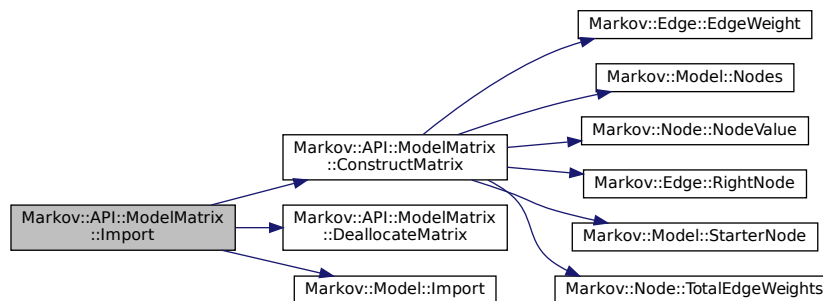 Markov::API::ModelMatrix
::Import
Markov::API::ModelMatrix
::ConstructMatrix
Markov::API::ModelMatrix
::DeallocateMatrix
Markov::Model::Import
Markov::Edge::EdgeWeight
Markov::Model::Nodes
Markov::Node::NodeValue
Markov::Edge::RightNode
Markov::Model::StarterNode
Markov::Node::TotalEdgeWeights